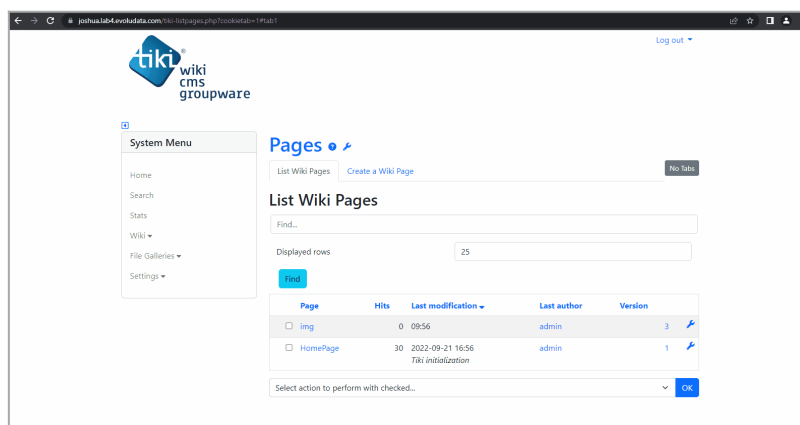 joshua.lab4.evoludata.com/tiki-listpages.php?cookietab=1#tab1
Log out
tiki®
wiki
cms
groupware
System Menu
Home
Search
Stats
Wiki
File Galleries
Settings
Pages
List Wiki Pages Create a Wiki Page No Tabs
List Wiki Pages
Find...
Displayed rows 25
Find
Page Hits Last modification Last author Version
img 0 09:56 admin 3
HomePage 30 2022-09-21 16:56 admin 1
Tiki initialization
Select action to perform with checked... OK